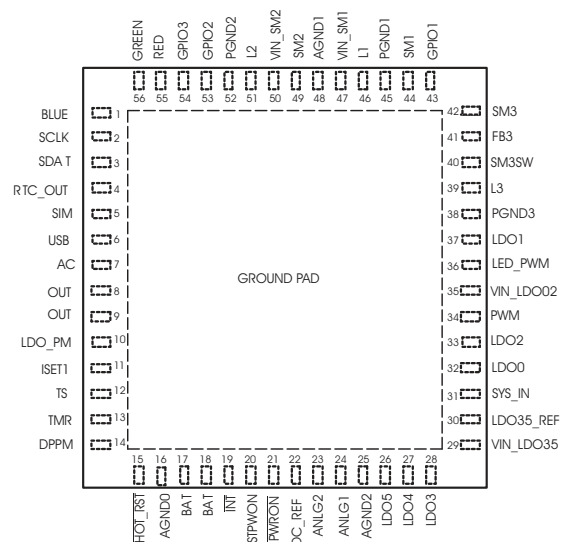 GREEN
RED
GPIO3
GPIO2
PGND2
L2
VIN_SM2
SM2
AGND1
VIN_SM1
L1
PGND1
SM1
GPIO1
56 55 54 53 52 51 50 49 48 47 46 45 44 43
BLUE 1
SCLK 2
SDAT 3
RTC_OUT 4
SIM 5
USB 6
AC 7
OUT 8
OUT 9
LDO_PM 10
ISET1 11
TS 12
TMR 13
DPPM 14
GROUND PAD
42 SM3
41 FB3
40 SM3SW
39 L3
38 PGND3
37 LDO1
36 LED_PWM
35 VIN_LDO02
34 PWM
33 LDO2
32 LDO0
31 SYS_IN
30 LDO35_REF
29 VIN_LDO35
15 16 17 18 19 20 21 22 23 24 25 26 27 28
HOT_RST
AGND0
BAT
BAT
INT
STPWON
PWRON
DC_REF
ANLG2
ANLG1
AGND2
LDO5
LDO4
LDO3